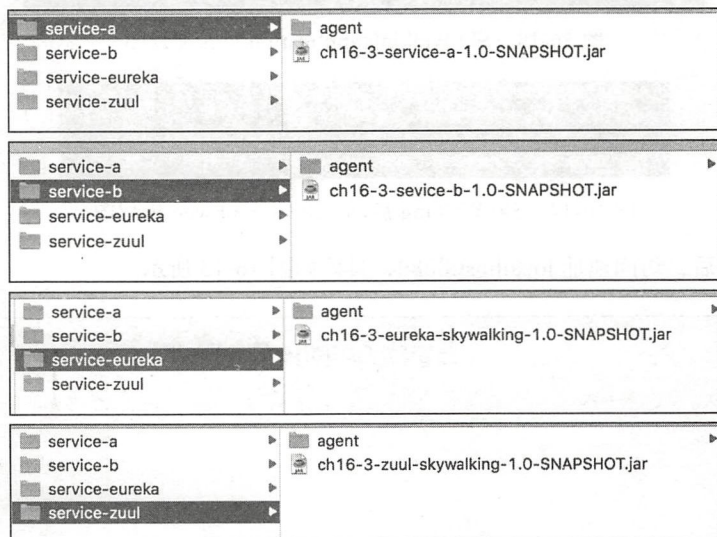 service-a agent
service-b ch16-3-service-a-1.0-SNAPSHOT.jar
service-eureka
service-zuul
service-a agent
service-b ch16-3-sevice-b-1.0-SNAPSHOT.jar
service-eureka
service-zuul
service-a agent
service-b ch16-3-eureka-skywalking-1.0-SNAPSHOT.jar
service-eureka
service-zuul
service-a agent
service-b ch16-3-zuul-skywalking-1.0-SNAPSHOT.jar
service-eureka
service-zuul